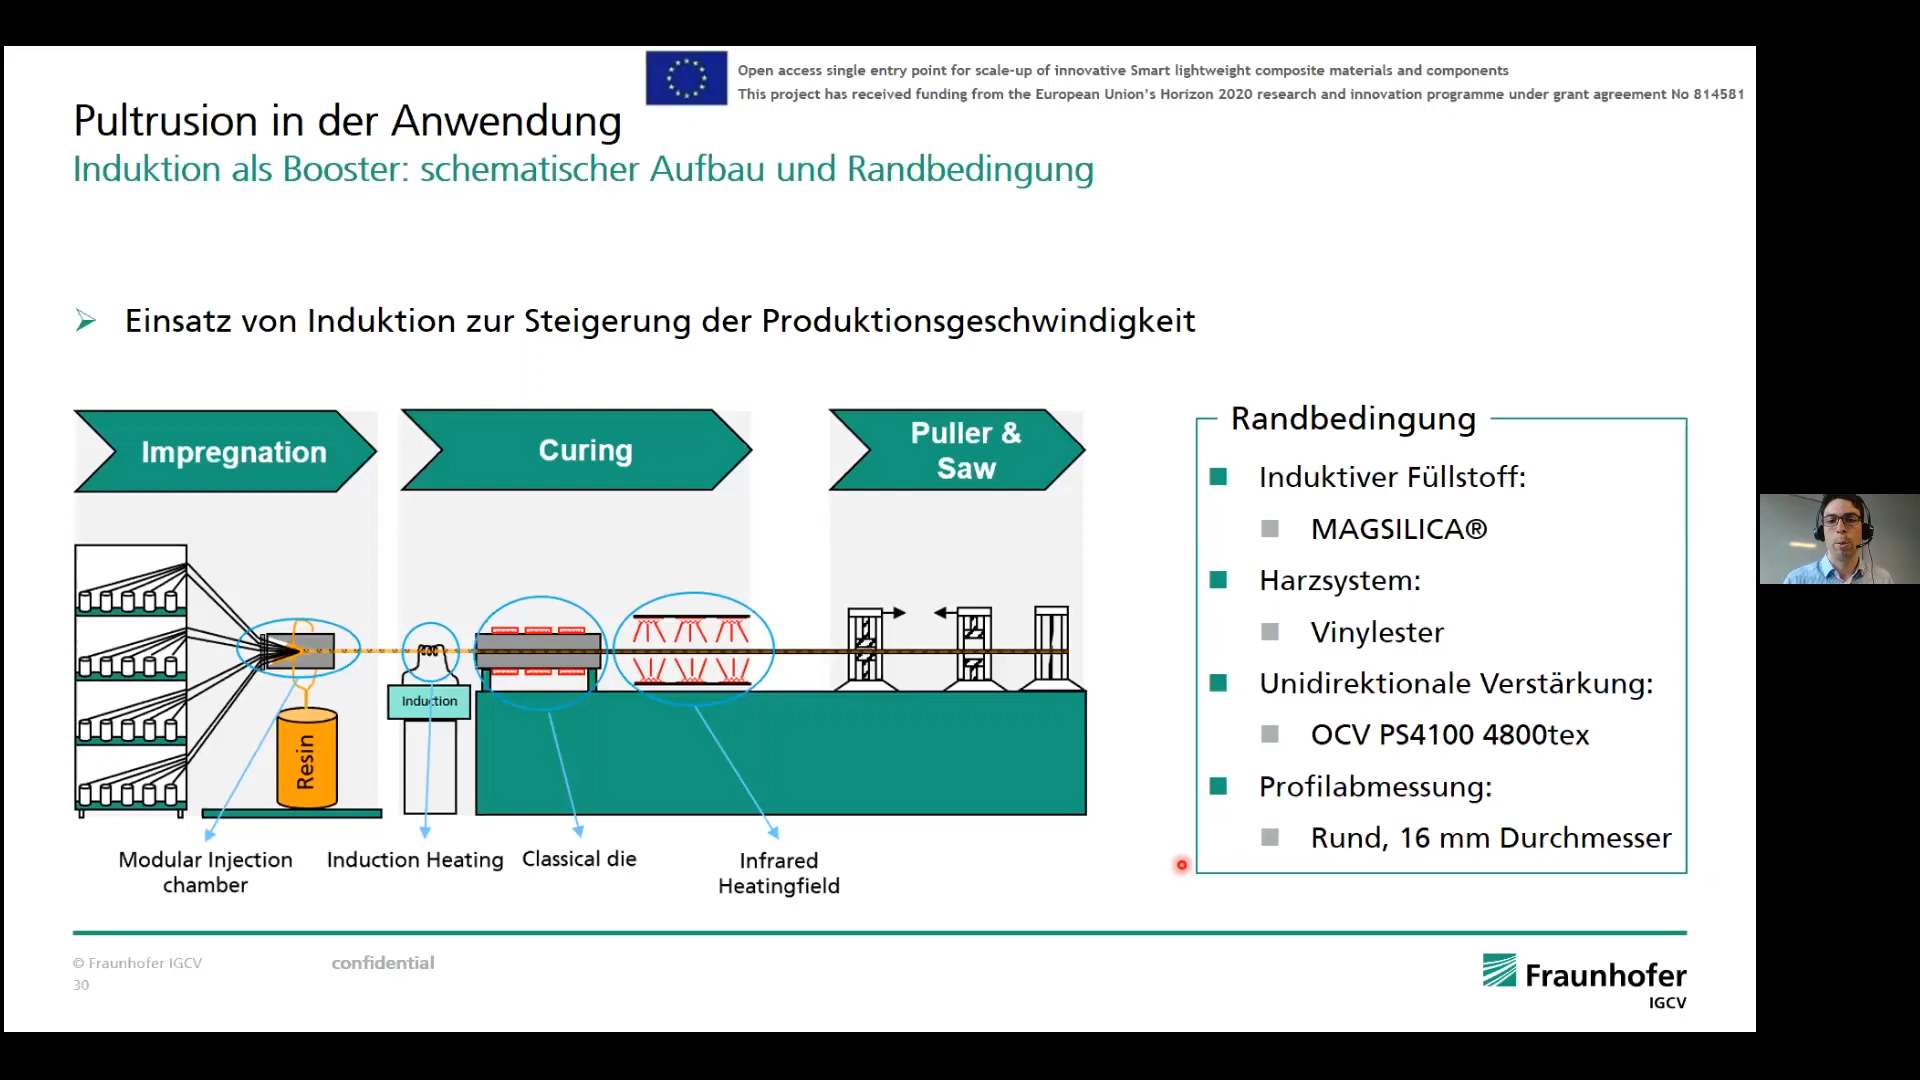 Open access single entry point for scale-up of innovative Smart lightweight composite materials and components
This project has received funding from the European Union's Horizon 2020 research and innovation programme under grant agreement No 814581
Pultrusion in der Anwendung
Induktion als Booster: schematischer Aufbau und Randbedingung
Einsatz von Induktion zur Steigerung der Produktionsgeschwindigkeit
Impregnation
Curing
Puller &
Saw
Resin
Induction
Modular Injection
chamber
Induction Heating
Classical die
Infrared
Heatingfield
Randbedingung
Induktiver Füllstoff:
MAGSILICA®
Harzsystem:
Vinylester
Unidirektionale Verstärkung:
OCV PS4100 4800tex
Profilabmessung:
Rund, 16 mm Durchmesser
© Fraunhofer IGCV
confidential
30
Fraunhofer
IGCV